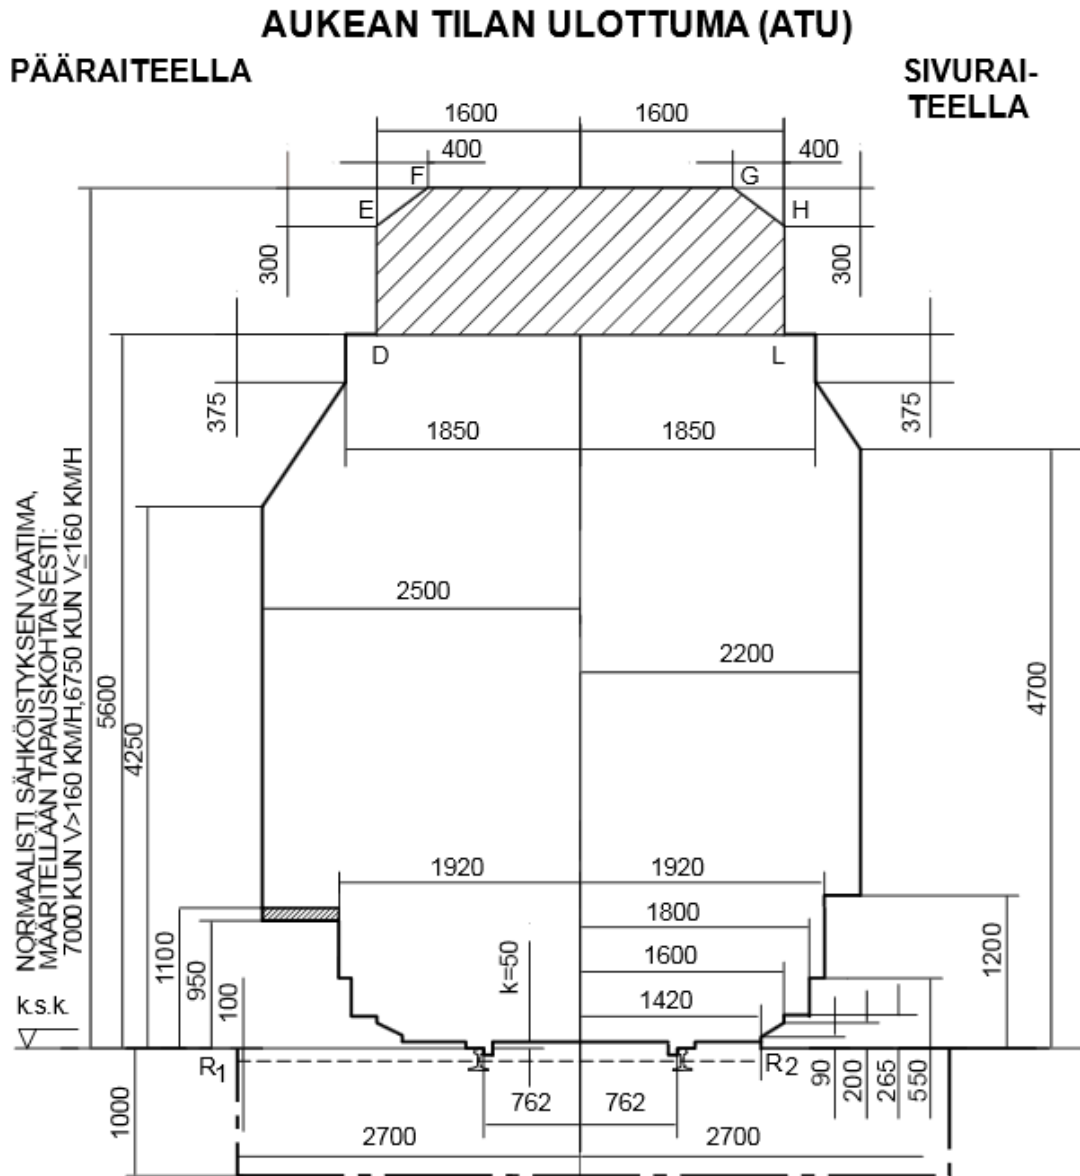 AUKEAN TILAN ULOTTUMA (ATU)
PÄÄRAITEELLA
SIVURAI-
TEELLA
1600
1600
400
400
F
G
E
H
300
300
D
L
375
375
1850
1850
NORMAALISTI SÄHKÖISTYKSEN VAATIMA,
MÄÄRITELLÄÄN TAPAUSKOHTAISESTI:
7000 KUN V>160 KM/H,6750 KUN V≤160 KM/H
5600
4250
2500
2200
4700
1920
1920
1800
1600
1420
k=50
1100
950
100
1200
k.s.k.
R1
R2
90
200
265
550
762
762
1000
2700
2700